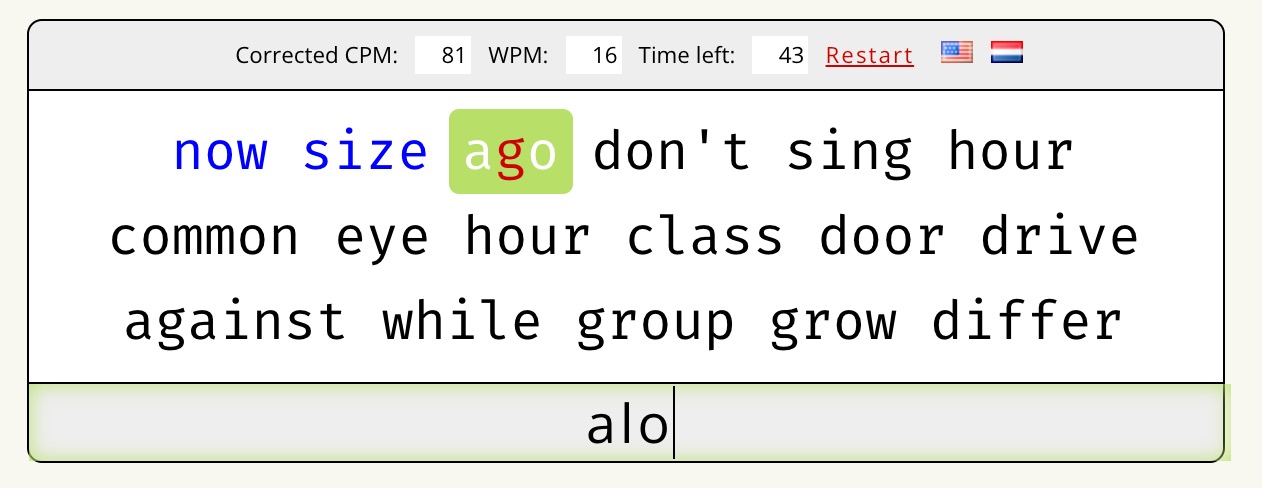 Corrected CPM: 81 WPM: 16 Time left: 43 Restart
now size ago don't sing hour
common eye hour class door drive
against while group grow differ
alo